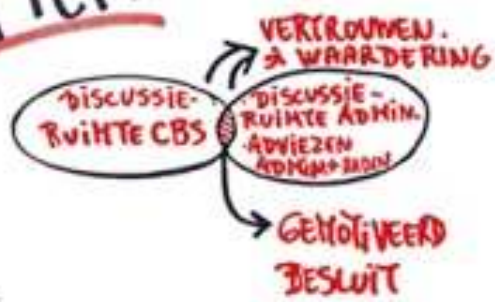 VERTROUWEN.
& WAARDERING
DISCUSSIE-
RUIMTE CBS
DISCUSSIE-
RUIMTE ADMIN.
ADVIEZEN
GEMOTIVEERD
BESLUIT